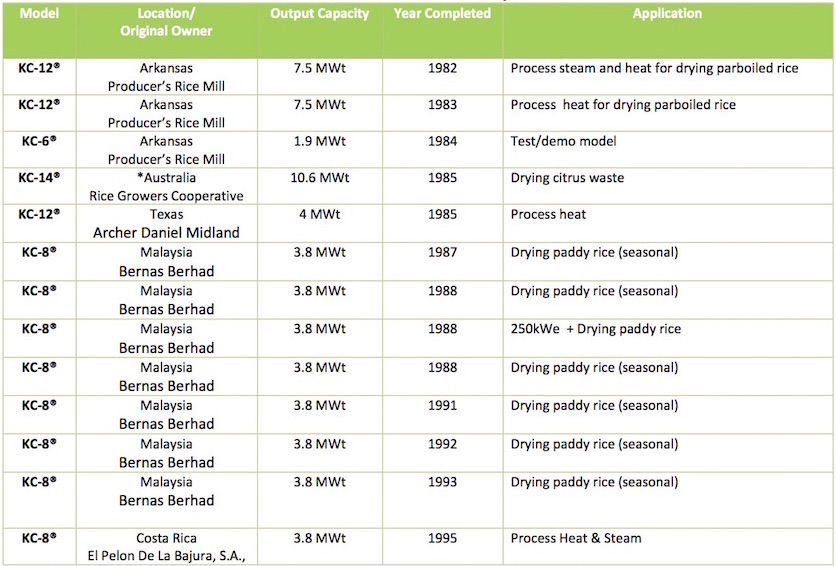 Model Location/ Output Capacity Year Completed Application
Original Owner
KC-12® Arkansas 7.5 MWt 1982 Process steam and heat for drying parboiled rice
Producer's Rice Mill
KC-12® Arkansas 7.5 MWt 1983 Process heat for drying parboiled rice
Producer's Rice Mill
KC-6® Arkansas 1.9 MWt 1984 Test/demo model
Producer's Rice Mill
KC-14® *Australia 10.6 MWt 1985 Drying citrus waste
Rice Growers Cooperative
KC-12® Texas 4 MWt 1985 Process heat
Archer Daniel Midland
KC-8® Malaysia 3.8 MWt 1987 Drying paddy rice (seasonal)
Bernas Berhad
KC-8® Malaysia 3.8 MWt 1988 Drying paddy rice (seasonal)
Bernas Berhad
KC-8® Malaysia 3.8 MWt 1988 250kWe + Drying paddy rice
Bernas Berhad
KC-8® Malaysia 3.8 MWt 1988 Drying paddy rice (seasonal)
Bernas Berhad
KC-8® Malaysia 3.8 MWt 1991 Drying paddy rice (seasonal)
Bernas Berhad
KC-8® Malaysia 3.8 MWt 1992 Drying paddy rice (seasonal)
Bernas Berhad
KC-8® Malaysia 3.8 MWt 1993 Drying paddy rice (seasonal)
Bernas Berhad
KC-8® Costa Rica 3.8 MWt 1995 Process Heat & Steam
El Pelon De La Bajura, S.A.,